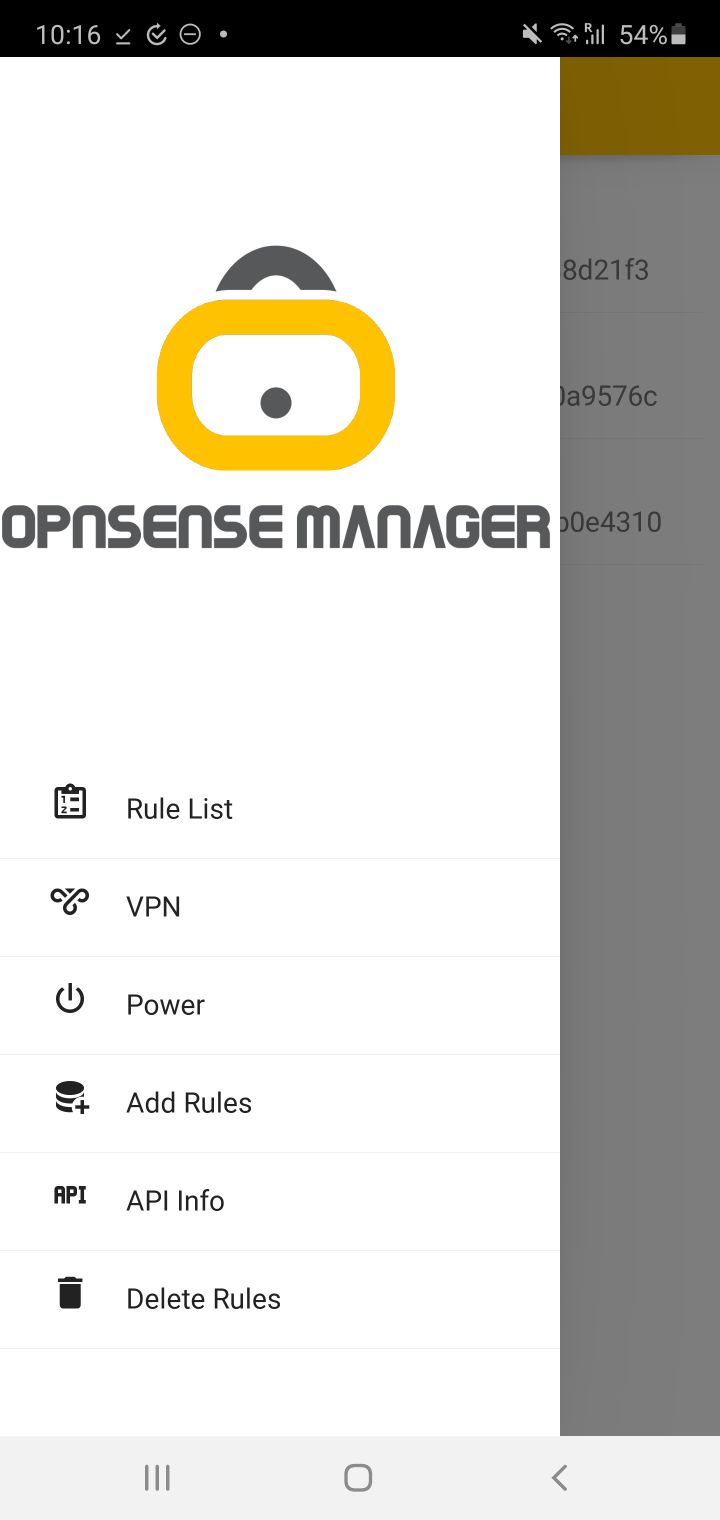 10:16
R
54%
8d21f3
0a9576c
b0e4310
OPNSENSE MANAGER
Rule List
VPN
Power
Add Rules
API API Info
Delete Rules